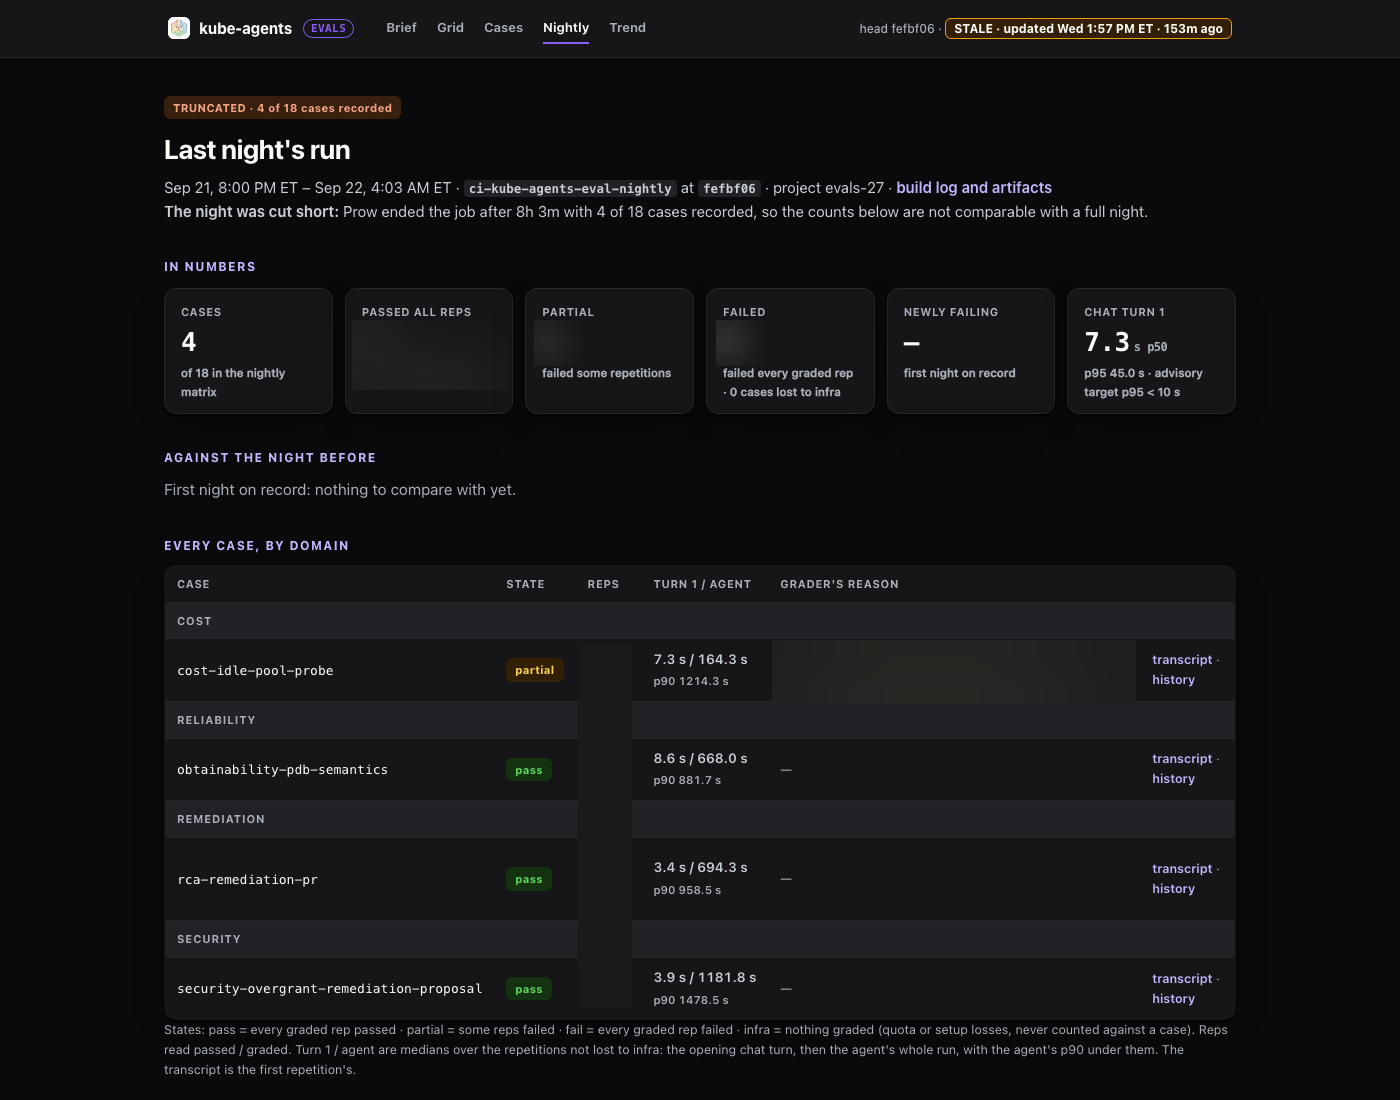 kube-agents EVALS Brief Grid Cases Nightly Trend head fefbf06 · STALE · updated Wed 1:57 PM ET · 153m ago
TRUNCATED · 4 of 18 cases recorded
Last night's run
Sep 21, 8:00 PM ET – Sep 22, 4:03 AM ET · ci-kube-agents-eval-nightly at fefbf06 · project evals-27 · build log and artifacts
The night was cut short: Prow ended the job after 8h 3m with 4 of 18 cases recorded, so the counts below are not comparable with a full night.
IN NUMBERS
CASES
4
of 18 in the nightly
matrix
PASSED ALL REPS
PARTIAL
failed some repetitions
FAILED
failed every graded rep
· 0 cases lost to infra
NEWLY FAILING
—
first night on record
CHAT TURN 1
7.3 s p50
p95 45.0 s · advisory
target p95 < 10 s
AGAINST THE NIGHT BEFORE
First night on record: nothing to compare with yet.
EVERY CASE, BY DOMAIN
CASE STATE REPS TURN 1 / AGENT GRADER'S REASON
COST
cost-idle-pool-probe partial 7.3 s / 164.3 s transcript ·
p90 1214.3 s history
RELIABILITY
obtainability-pdb-semantics pass 8.6 s / 668.0 s — transcript ·
p90 881.7 s history
REMEDIATION
rca-remediation-pr pass 3.4 s / 694.3 s — transcript ·
p90 958.5 s history
SECURITY
security-overgrant-remediation-proposal pass 3.9 s / 1181.8 s — transcript ·
p90 1478.5 s history
States: pass = every graded rep passed · partial = some reps failed · fail = every graded rep failed · infra = nothing graded (quota or setup losses, never counted against a case). Reps
read passed / graded. Turn 1 / agent are medians over the repetitions not lost to infra: the opening chat turn, then the agent's whole run, with the agent's p90 under them. The
transcript is the first repetition's.